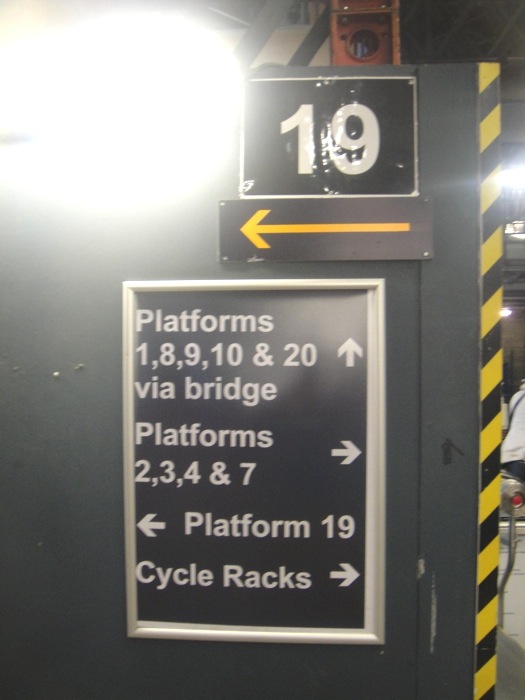 19
Platforms
1,8,9,10 & 20
via bridge
Platforms
2,3,4 & 7
Platform 19
Cycle Racks